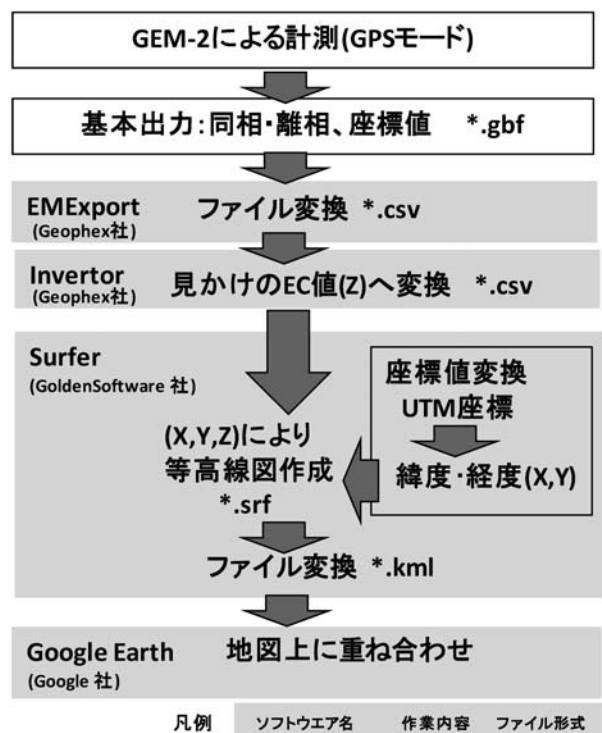 GEM-2による計測(GPSモード)
基本出力:同相・離相、座標値 *.gbf
EMExport ファイル変換 *.csv
(Geophex社)
Invertor 見かけのEC値(Z)へ変換 *.csv
(Geophex社)
Surfer
(GoldenSoftware 社)
座標値変換
UTM座標
緯度・経度(X,Y)
(X,Y,Z)により
等高線図作成
*.srf
ファイル変換 *.kml
Google Earth 地図上に重ね合わせ
(Google 社)
凡例 ソフトウエア名 作業内容 ファイル形式